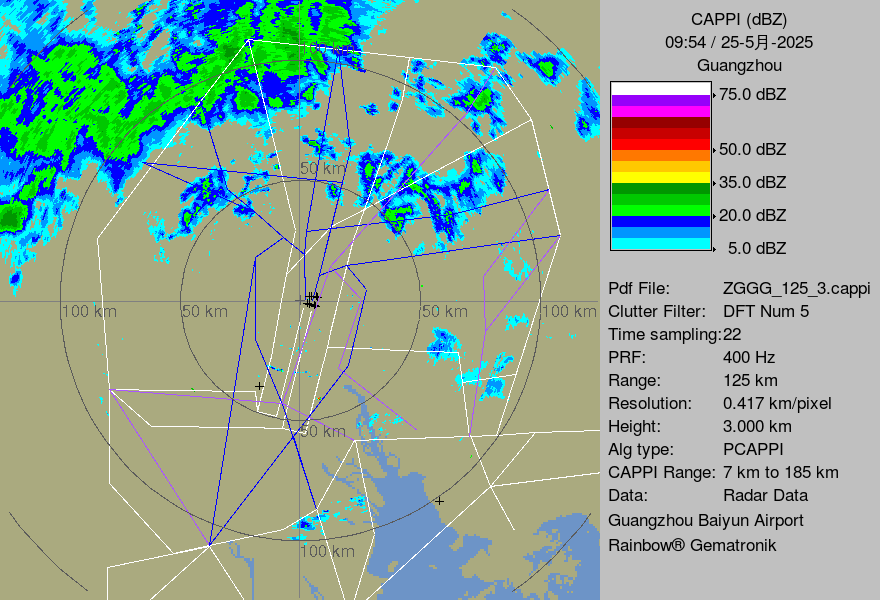 CAPPI (dBZ)
09:54 / 25-5月-2025
Guangzhou
75.0 dBZ
50.0 dBZ
35.0 dBZ
20.0 dBZ
5.0 dBZ
Pdf File: ZGGG_125_3.cappi
Clutter Filter: DFT Num 5
Time sampling:22
PRF: 400 Hz
Range: 125 km
Resolution: 0.417 km/pixel
Height: 3.000 km
Alg type: PCAPPI
CAPPI Range: 7 km to 185 km
Data: Radar Data
Guangzhou Baiyun Airport
Rainbow® Gematronik
50 km
100 km
50 km
50 km
100 km
50 km
100 km